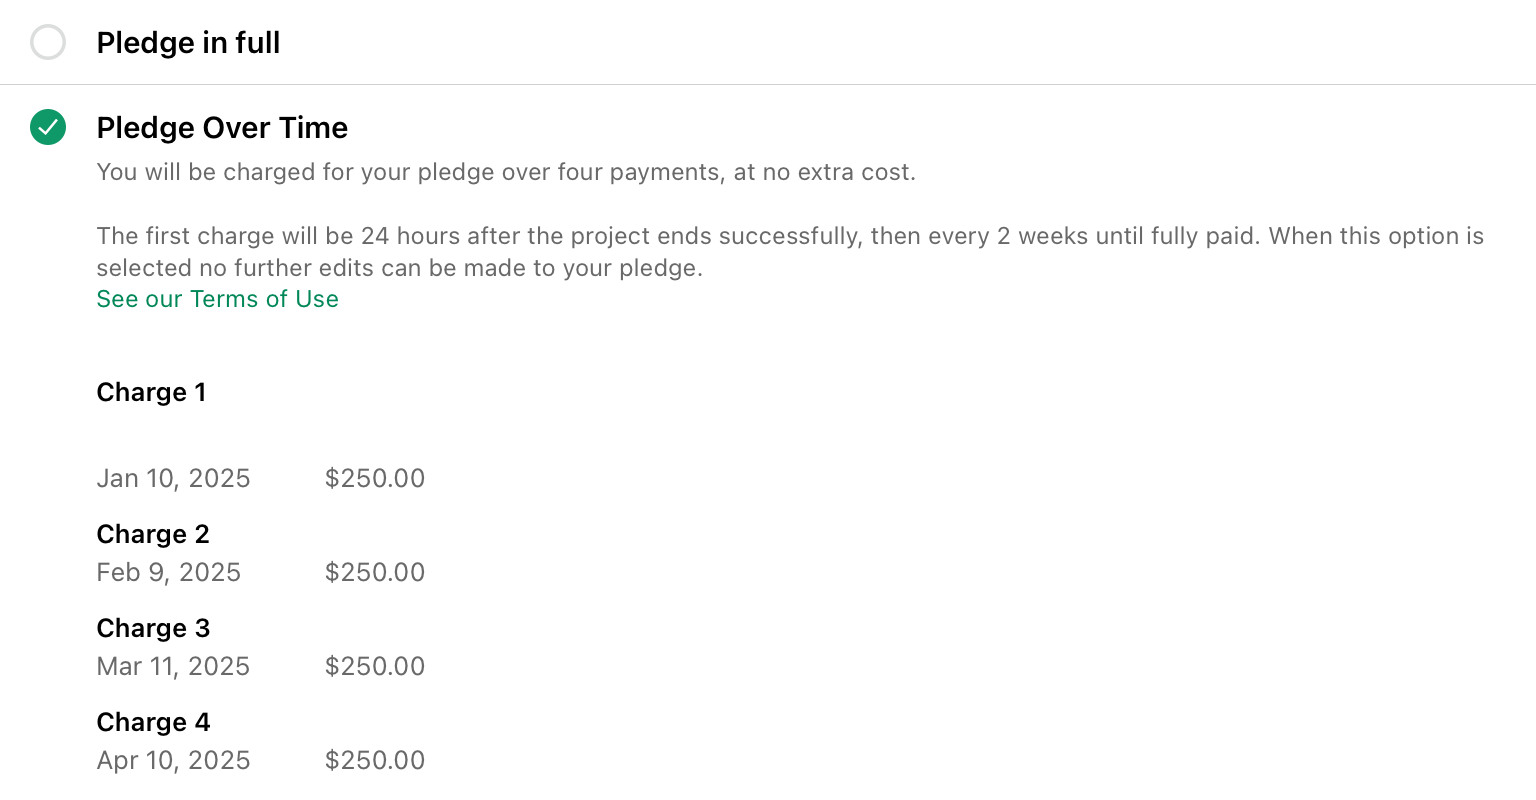 Pledge in full
Pledge Over Time
You will be charged for your pledge over four payments, at no extra cost.
The first charge will be 24 hours after the project ends successfully, then every 2 weeks until fully paid. When this option is
selected no further edits can be made to your pledge.
See our Terms of Use
Charge 1
Jan 10, 2025 $250.00
Charge 2
Feb 9, 2025 $250.00
Charge 3
Mar 11, 2025 $250.00
Charge 4
Apr 10, 2025 $250.00